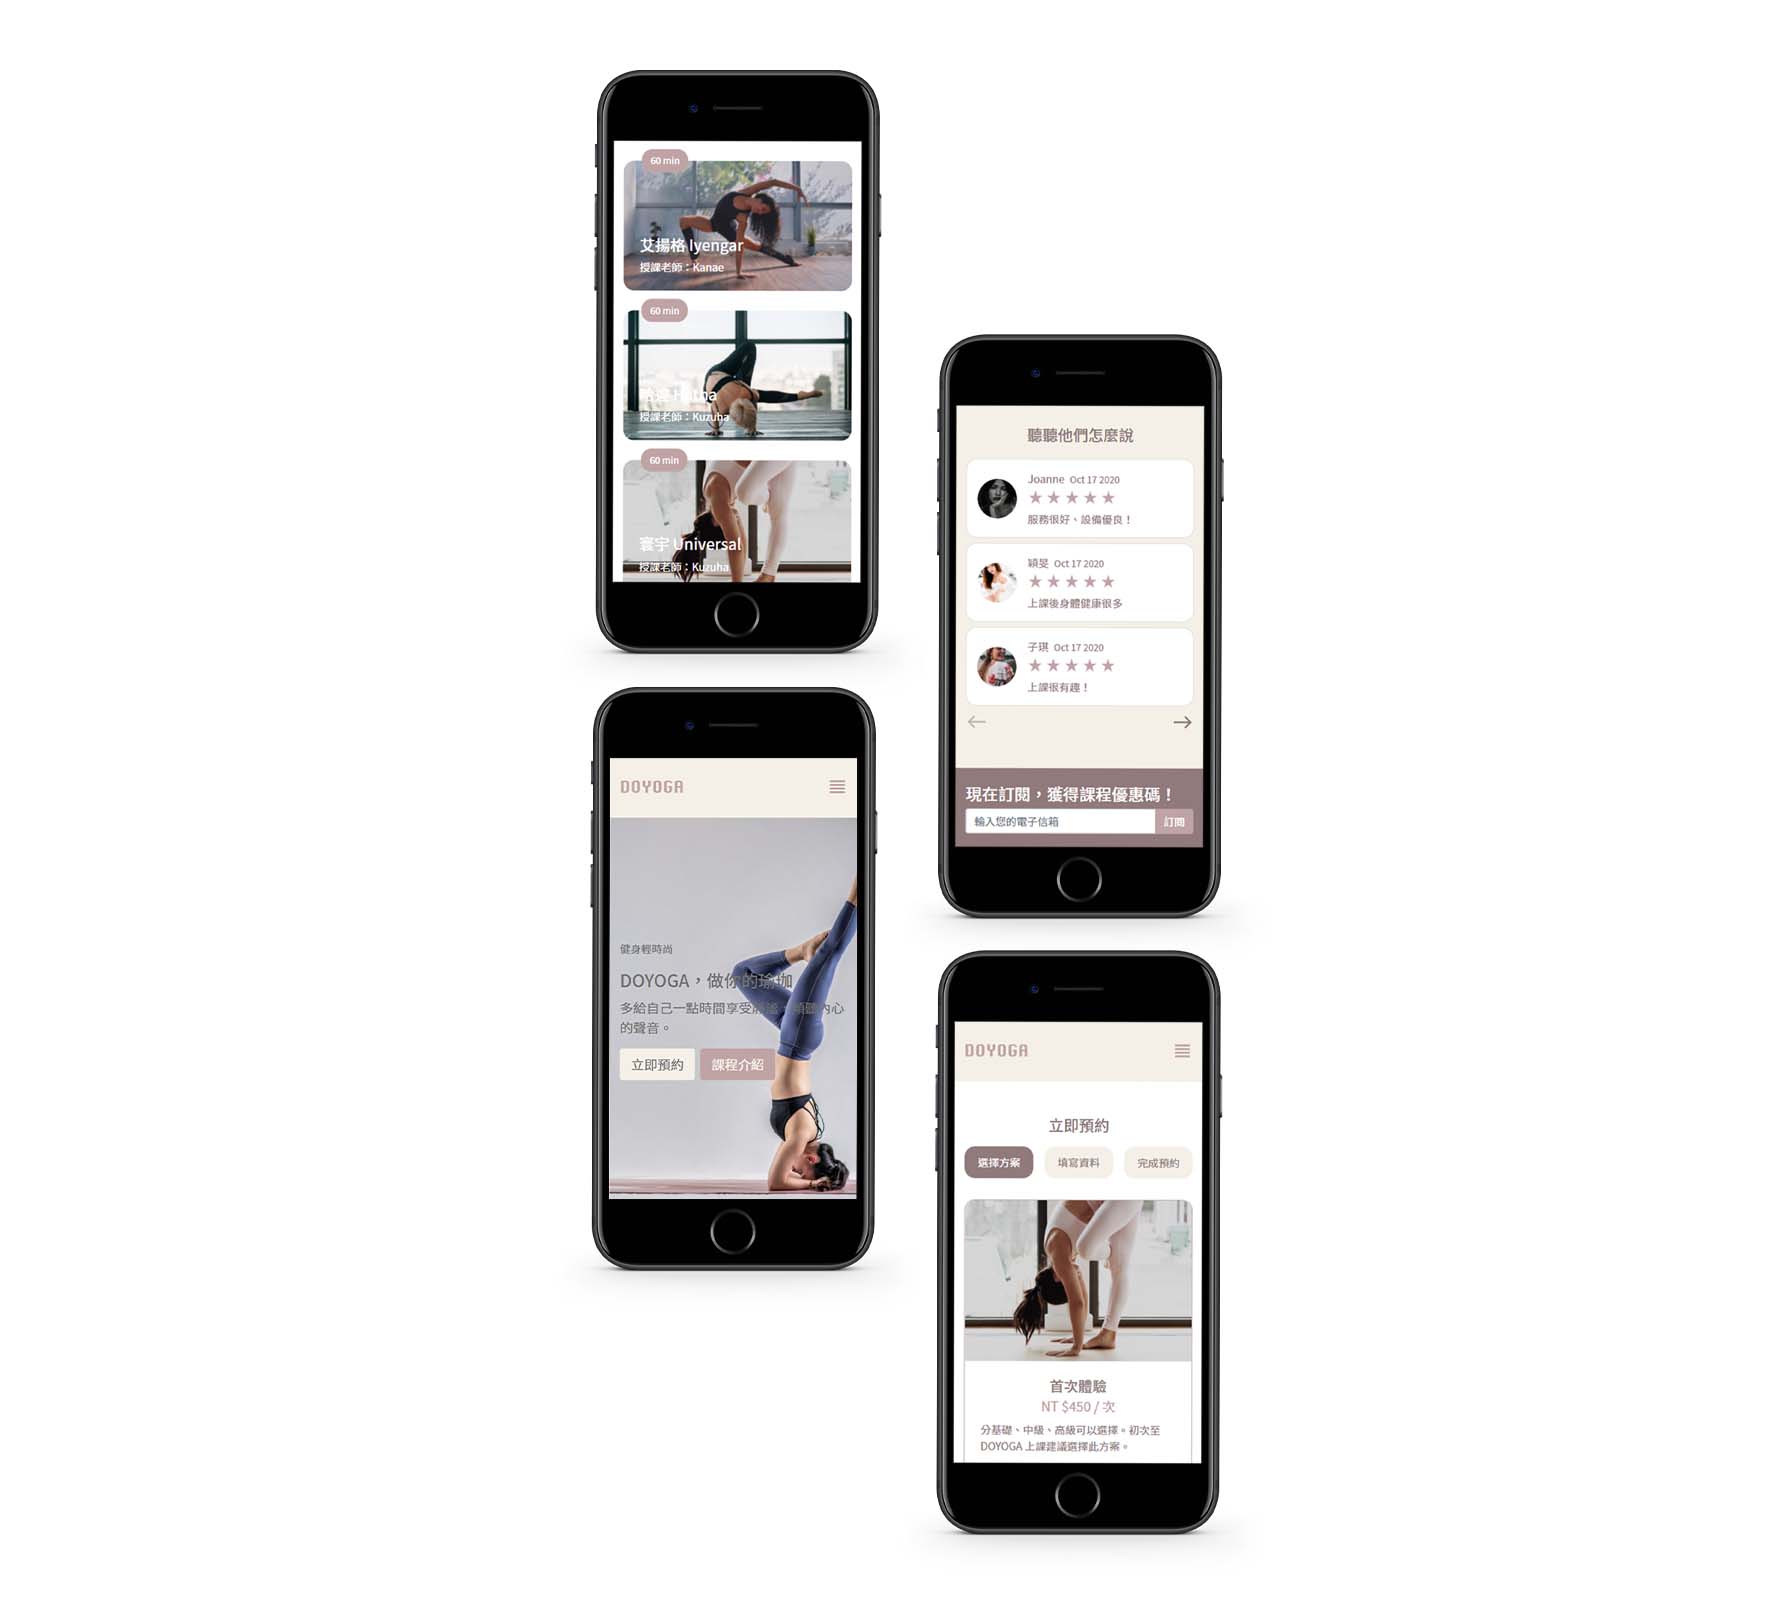 60 min
艾揚格 Iyengar
授課老師：Kanae
60 min
授課老師：Kuzuha
60 min
寰宇 Universal
授課老師：Kuzuha
聽聽他們怎麼說
Joanne Oct 17 2020
★★★★★
服務很好、設備優良！
穎旻 Oct 17 2020
★★★★★
上課後身體健康很多
子琪 Oct 17 2020
★★★★★
上課很有趣！
← →
現在訂閱，獲得課程優惠碼！
輸入您的電子信箱 訂閱
DOYOGA
健身輕時尚
DOYOGA，做你的瑜珈
多給自己一點時間享受 內心
的聲音。
立即預約 課程介紹
DOYOGA
立即預約
選擇方案 填寫資料 完成預約
首次體驗
NT $450 / 次
分基礎、中級、高級可以選擇。初次至
DOYOGA 上課建議選擇此方案。